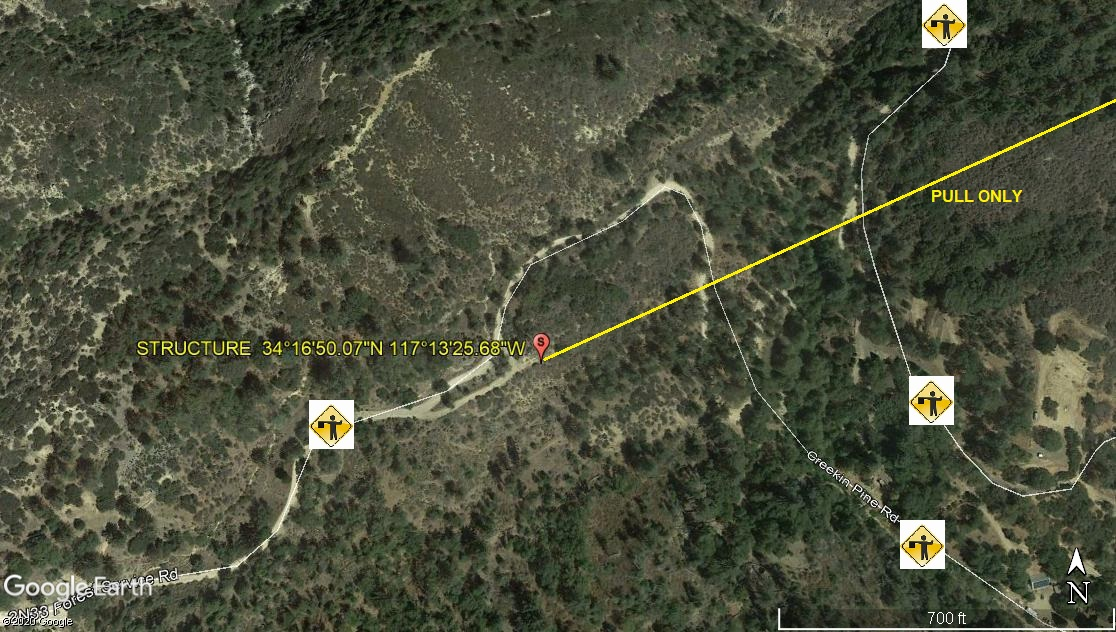 PULL ONLY
STRUCTURE 34°16'50.07"N 117°13'25.68"W
S
Creekin Pine Rd
2N33 Forest Service Rd
Google Earth
©2020 Google
N
700 ft